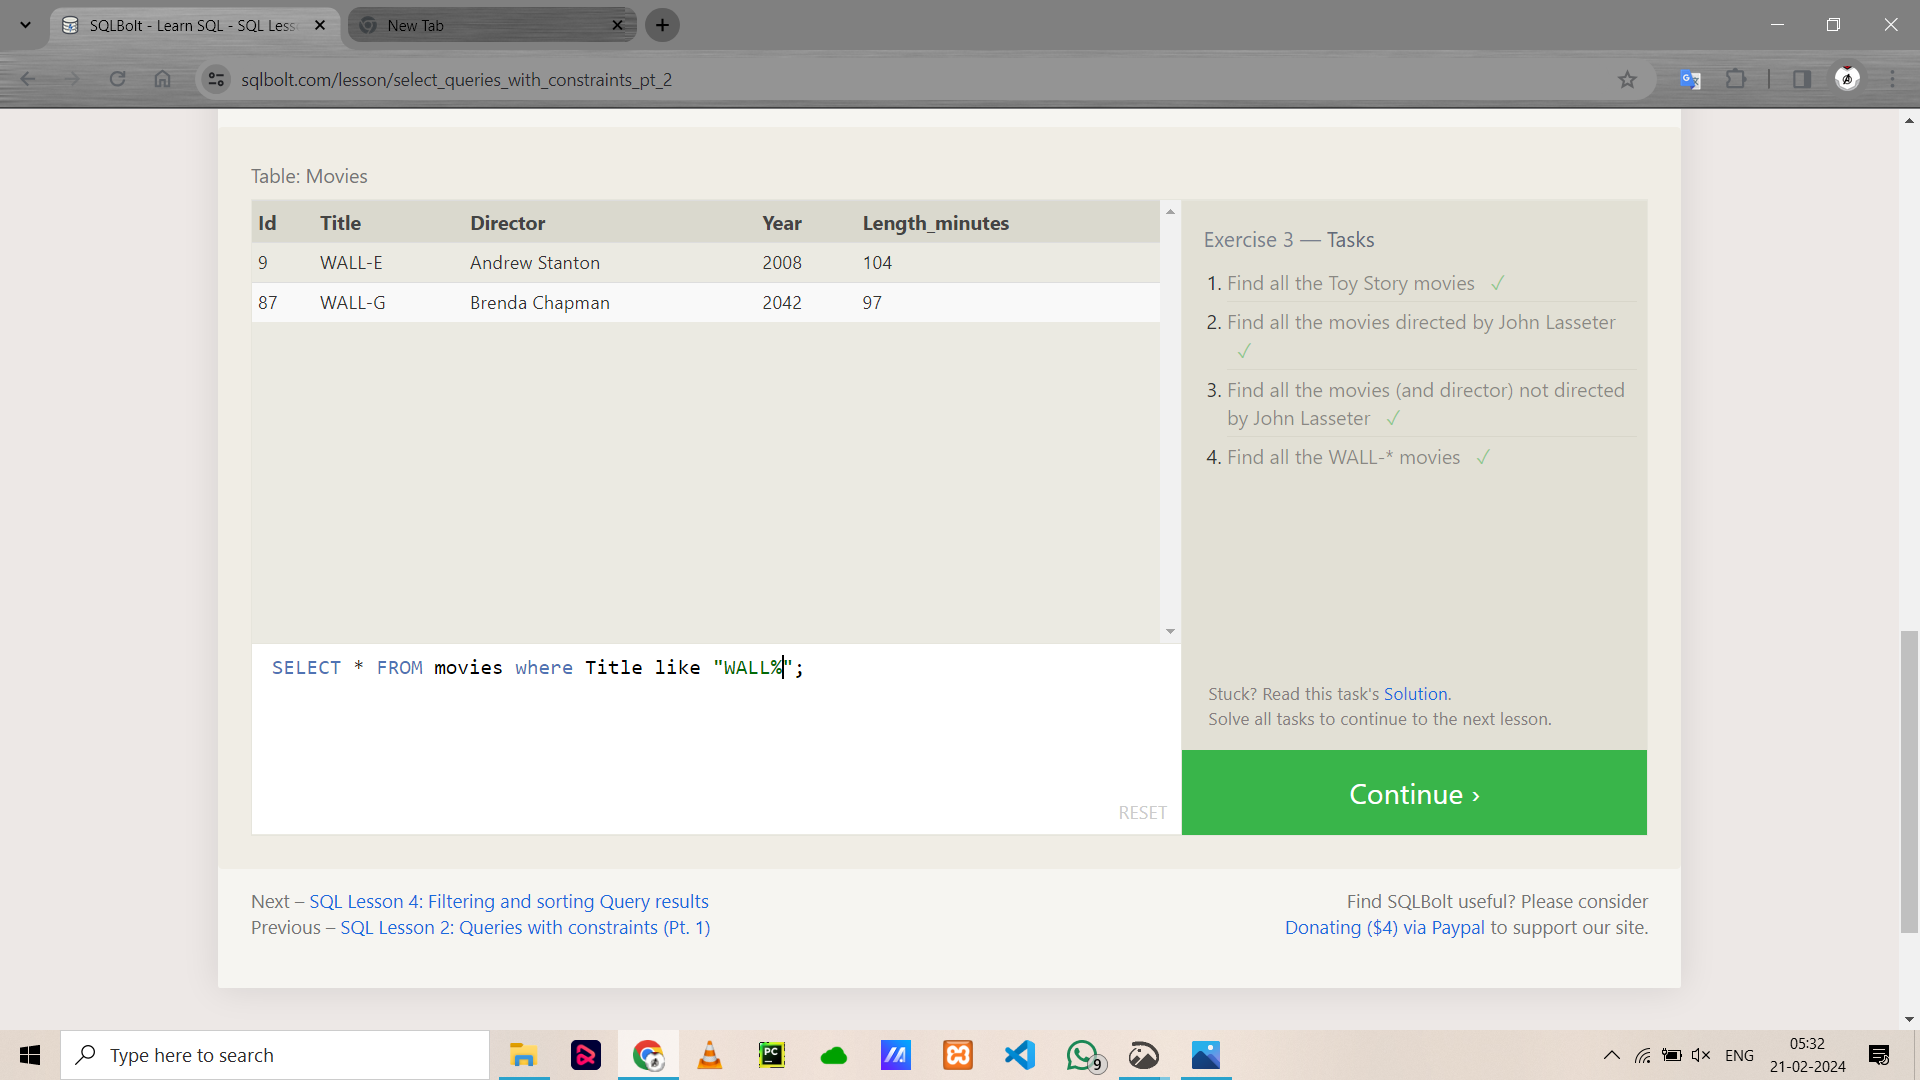 SQLBolt - Learn SQL - SQL Less
New Tab
sqlbolt.com/lesson/select_queries_with_constraints_pt_2
Table: Movies
Id Title Director Year Length_minutes
9 WALL-E Andrew Stanton 2008 104
87 WALL-G Brenda Chapman 2042 97
SELECT * FROM movies where Title like "WALL%";
RESET
Exercise 3 — Tasks
1. Find all the Toy Story movies ✓
2. Find all the movies directed by John Lasseter
✓
3. Find all the movies (and director) not directed
by John Lasseter ✓
4. Find all the WALL-* movies ✓
Stuck? Read this task's Solution.
Solve all tasks to continue to the next lesson.
Continue ›
Next – SQL Lesson 4: Filtering and sorting Query results
Previous – SQL Lesson 2: Queries with constraints (Pt. 1)
Find SQLBolt useful? Please consider
Donating ($4) via Paypal to support our site.
Type here to search
PC
9
ENG
05:32
21-02-2024